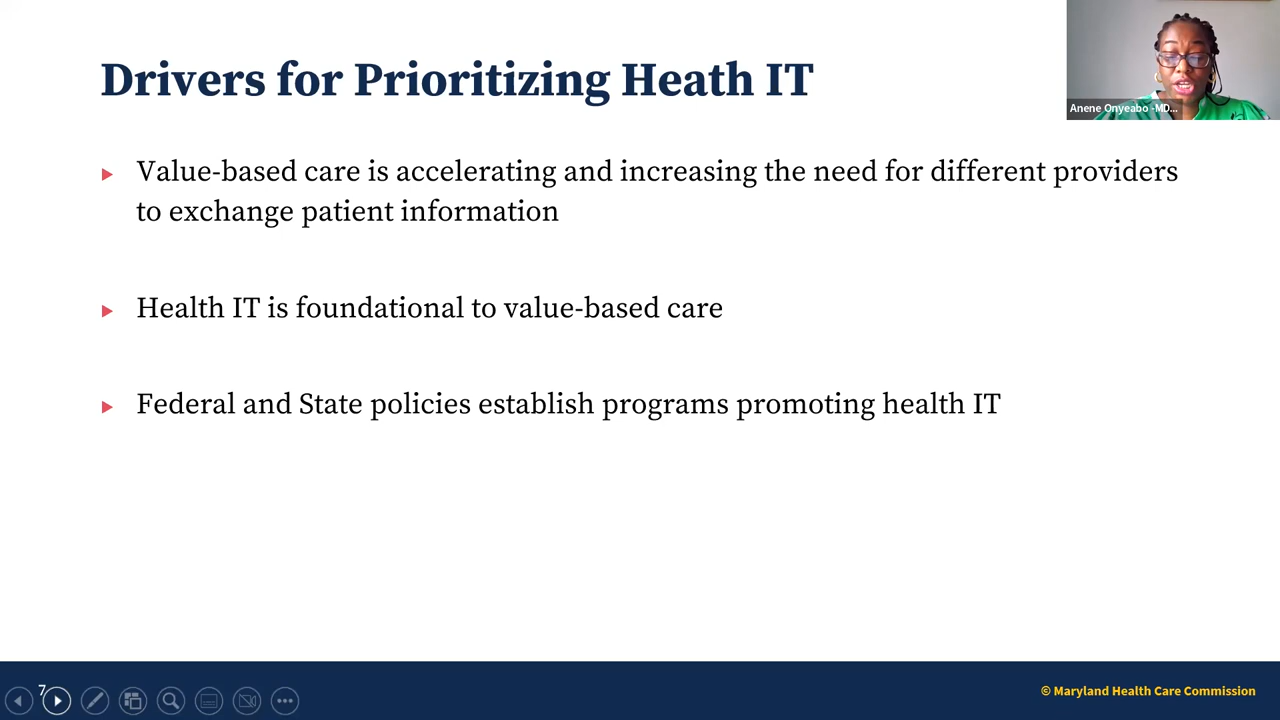 Drivers for Prioritizing Heath IT
Anene Onyeabo -MD...
Value-based care is accelerating and increasing the need for different providers
to exchange patient information
Health IT is foundational to value-based care
Federal and State policies establish programs promoting health IT
7
© Maryland Health Care Commission